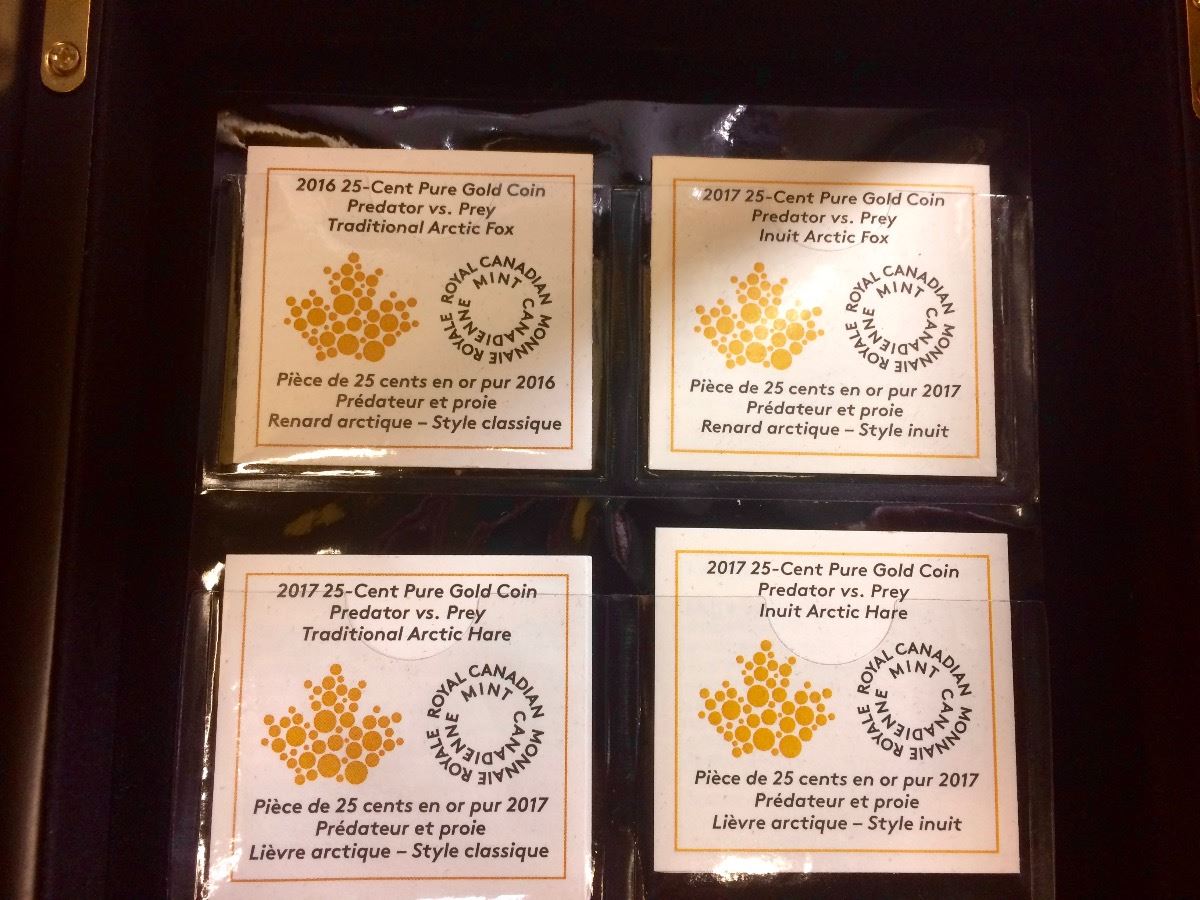 2016 25-Cent Pure Gold Coin
Predator vs. Prey
Traditional Arctic Fox
ROYAL CANADIAN MINT
MONNAIE ROYALE CANADIENNE
Pièce de 25 cents en or pur 2016
Prédateur et proie
Renard arctique – Style classique
2017 25-Cent Pure Gold Coin
Predator vs. Prey
Inuit Arctic Fox
ROYAL CANADIAN MINT
MONNAIE ROYALE CANADIENNE
Pièce de 25 cents en or pur 2017
Prédateur et proie
Renard arctique – Style inuit
2017 25-Cent Pure Gold Coin
Predator vs. Prey
Traditional Arctic Hare
ROYAL CANADIAN MINT
MONNAIE ROYALE CANADIENNE
Pièce de 25 cents en or pur 2017
Prédateur et proie
Lièvre arctique – Style classique
2017 25-Cent Pure Gold Coin
Predator vs. Prey
Inuit Arctic Hare
ROYAL CANADIAN MINT
MONNAIE ROYALE CANADIENNE
Pièce de 25 cents en or pur 2017
Prédateur et proie
Lièvre arctique – Style inuit